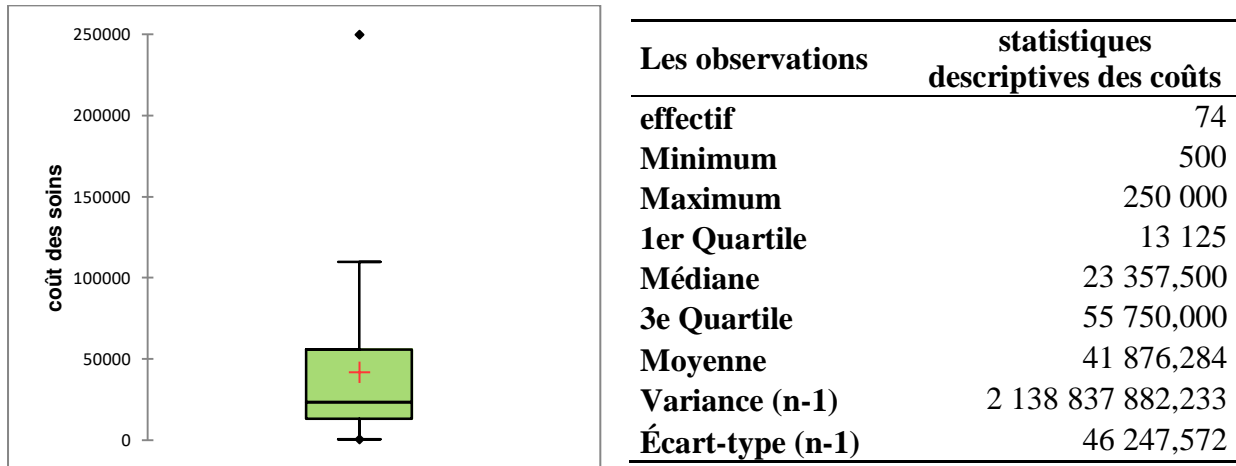 coût des soins
250000
200000
150000
100000
50000
0
Les observations statistiques descriptives des coûts
effectif 74
Minimum 500
Maximum 250 000
1er Quartile 13 125
Médiane 23 357,500
3e Quartile 55 750,000
Moyenne 41 876,284
Variance (n-1) 2 138 837 882,233
Écart-type (n-1) 46 247,572